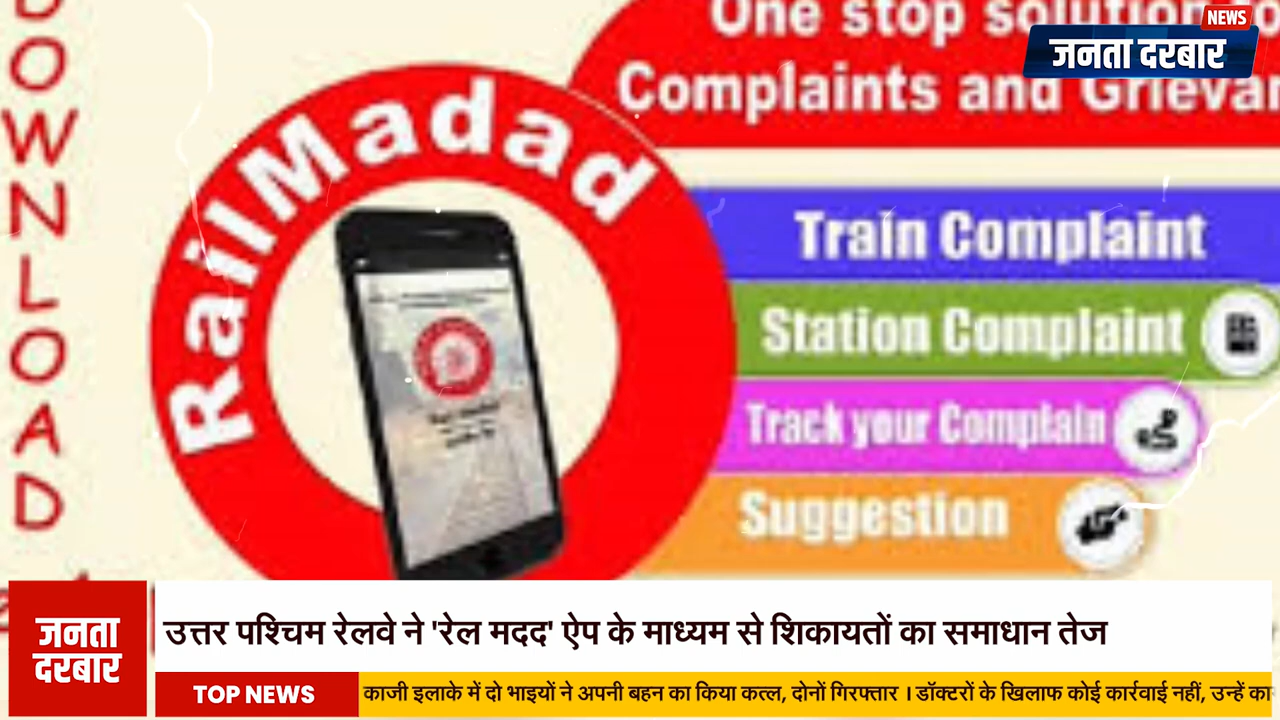 DOWNLOAD
One stop solution
Complaints and
NEWS
जनता दरबार
RailMadad
Train Complaint
Station Complaint
Track your Complain
Suggestion
जनता
दरबार
उत्तर पश्चिम रेलवे ने 'रेल मदद' ऐप के माध्यम से शिकायतों का समाधान तेज
TOP NEWS
काजी इलाके में दो भाइयों ने अपनी बहन का किया कत्ल, दोनों गिरफ्तार । डॉक्टरों के खिलाफ कोई कार्रवाई नहीं, उन्हें